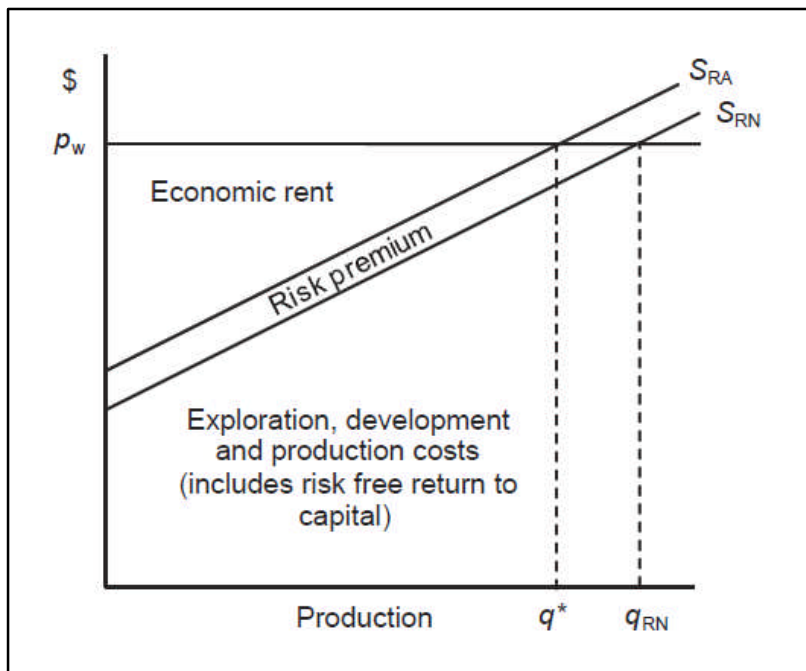 $
S_RA
S_RN
p_w
Economic rent
Risk premium
Exploration, development
and production costs
(includes risk free return to
capital)
Production
q*
q_RN